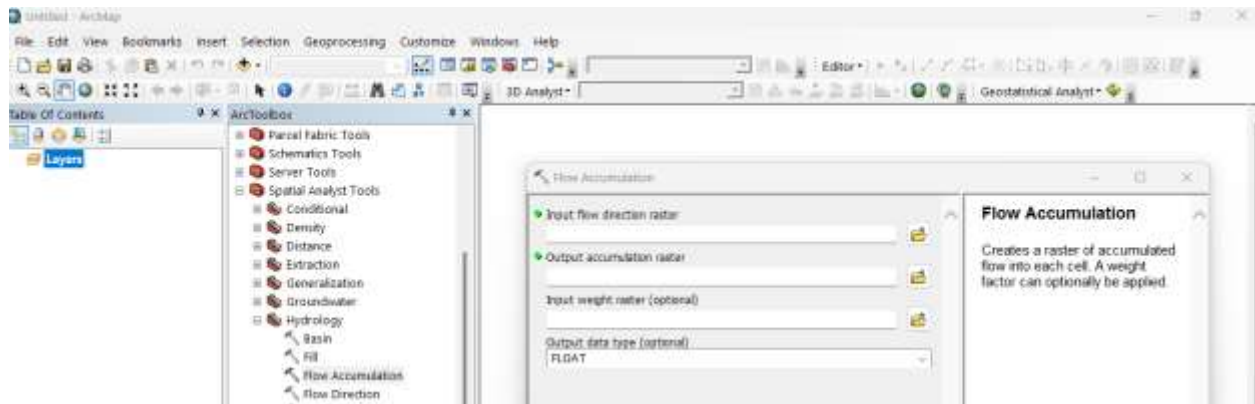 Untitled - ArcMap
File Edit View Bookmarks Insert Selection Geoprocessing Customize Windows Help
Editor
3D Analyst
Geostatistical Analyst
Table Of Contents
ArcToolbox
Layers
Parcel Fabric Tools
Schematics Tools
Server Tools
Spatial Analyst Tools
Conditional
Density
Distance
Extraction
Generalization
Groundwater
Hydrology
Basin
Fill
Flow Accumulation
Flow Direction
Flow Accumulation
Input flow direction raster
Output accumulation raster
Input weight raster (optional)
Output data type (optional)
FLOAT
Flow Accumulation
Creates a raster of accumulated
flow into each cell. A weight
factor can optionally be applied.